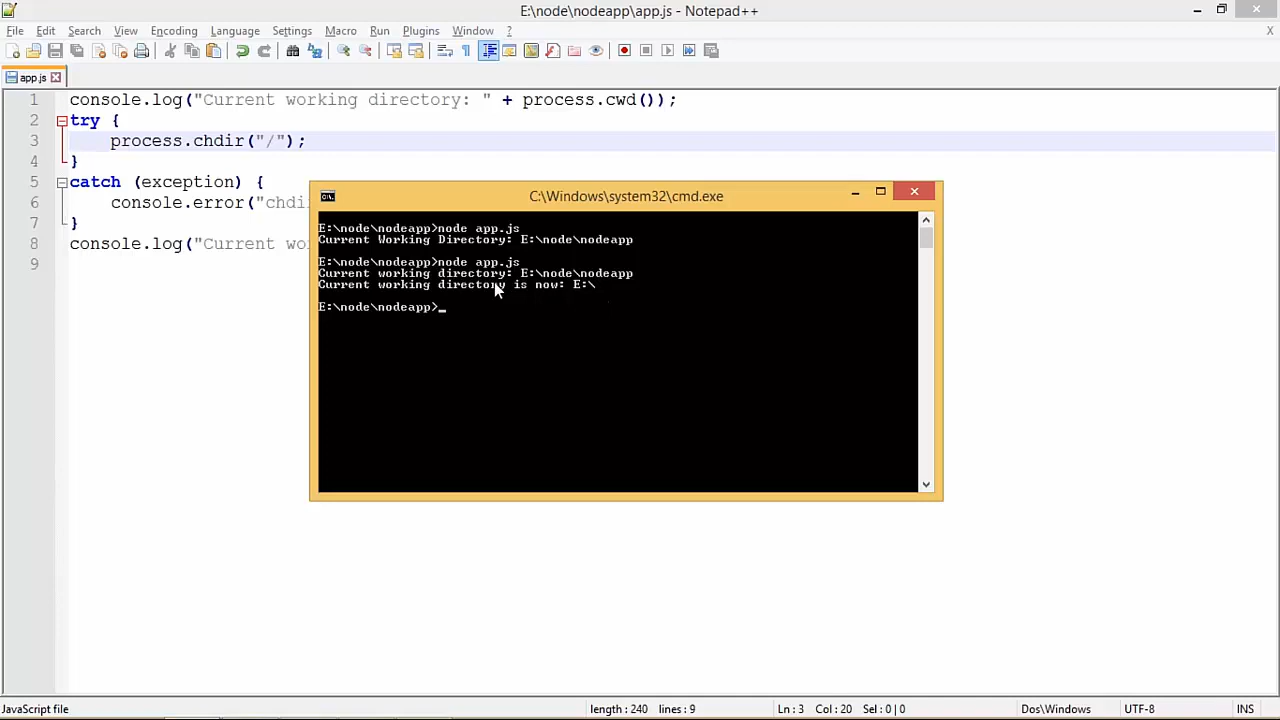 E:\node\nodeapp\app.js - Notepad++
File Edit Search View Encoding Language Settings Macro Run Plugins Window ? X
app.js
1 console.log("Current working directory: " + process.cwd());
2 try {
3 process.chdir("/");
4 }
5 catch (exception) {
6 console.error("chdi
7 }
8 console.log("Current wo
9
C:\Windows\system32\cmd.exe
E:\node\nodeapp>node app.js
Current Working Directory: E:\node\nodeapp
E:\node\nodeapp>node app.js
Current working directory: E:\node\nodeapp
Current working directory is now: E:\
E:\node\nodeapp>_
JavaScript file length : 240 lines : 9 Ln : 3 Col : 20 Sel : 0 | 0 Dos\Windows UTF-8 INS